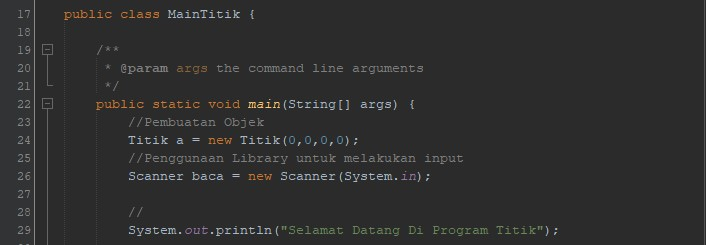 17 public class MainTitik {
18
19 /**
20 * @param args the command line arguments
21 */
22 public static void main(String[] args) {
23 //Pembuatan Objek
24 Titik a = new Titik(0,0,0,0);
25 //Penggunaan Library untuk melakukan input
26 Scanner baca = new Scanner(System.in);
27
28 //
29 System.out.println("Selamat Datang Di Program Titik");